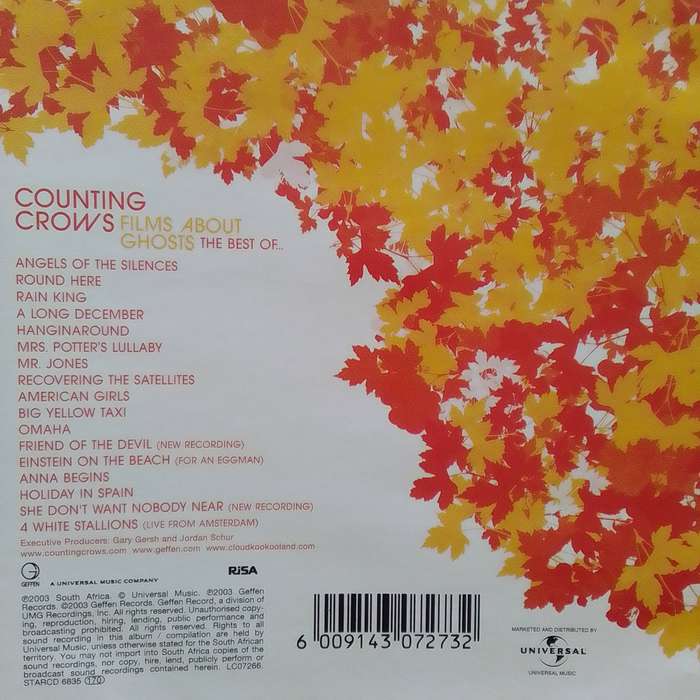 COUNTING
CROWS FILMS ABOUT
GHOSTS THE BEST OF...
ANGELS OF THE SILENCES
ROUND HERE
RAIN KING
A LONG DECEMBER
HANGINAROUND
MRS. POTTER'S LULLABY
MR. JONES
RECOVERING THE SATELLITES
AMERICAN GIRLS
BIG YELLOW TAXI
OMAHA
FRIEND OF THE DEVIL (NEW RECORDING)
EINSTEIN ON THE BEACH (FOR AN EGGMAN)
ANNA BEGINS
HOLIDAY IN SPAIN
SHE DON'T WANT NOBODY NEAR (NEW RECORDING)
4 WHITE STALLIONS (LIVE FROM AMSTERDAM)
Executive Producers: Gary Gersh and Jordan Schur
www.countingcrows.com www.geffen.com www.cloudkookooland.com
GEFFEN
A UNIVERSAL MUSIC COMPANY
RiSA
℗2003 South Africa. © Universal Music. ℗2003 Geffen
Records. ©2003 Geffen Records. Geffen Record, a division of
UMG Recordings, Inc. All rights reserved. Unauthorised copy-
ing, reproduction, hiring, lending, public performance and
broadcasting prohibited. All rights reserved. Rights to all
sound recording in this album / compilation are held by
Universal Music, unless otherwise stated for the South African
territory. You may not import into South Africa copies of the
sound recordings, nor copy, hire, lend, publicly perform or
broadcast sound recordings contained herein. LC07266.
STARCD 6835 (170)
6 009143 072732
MARKETED AND DISTRIBUTED BY
UNIVERSAL
UNIVERSAL MUSIC